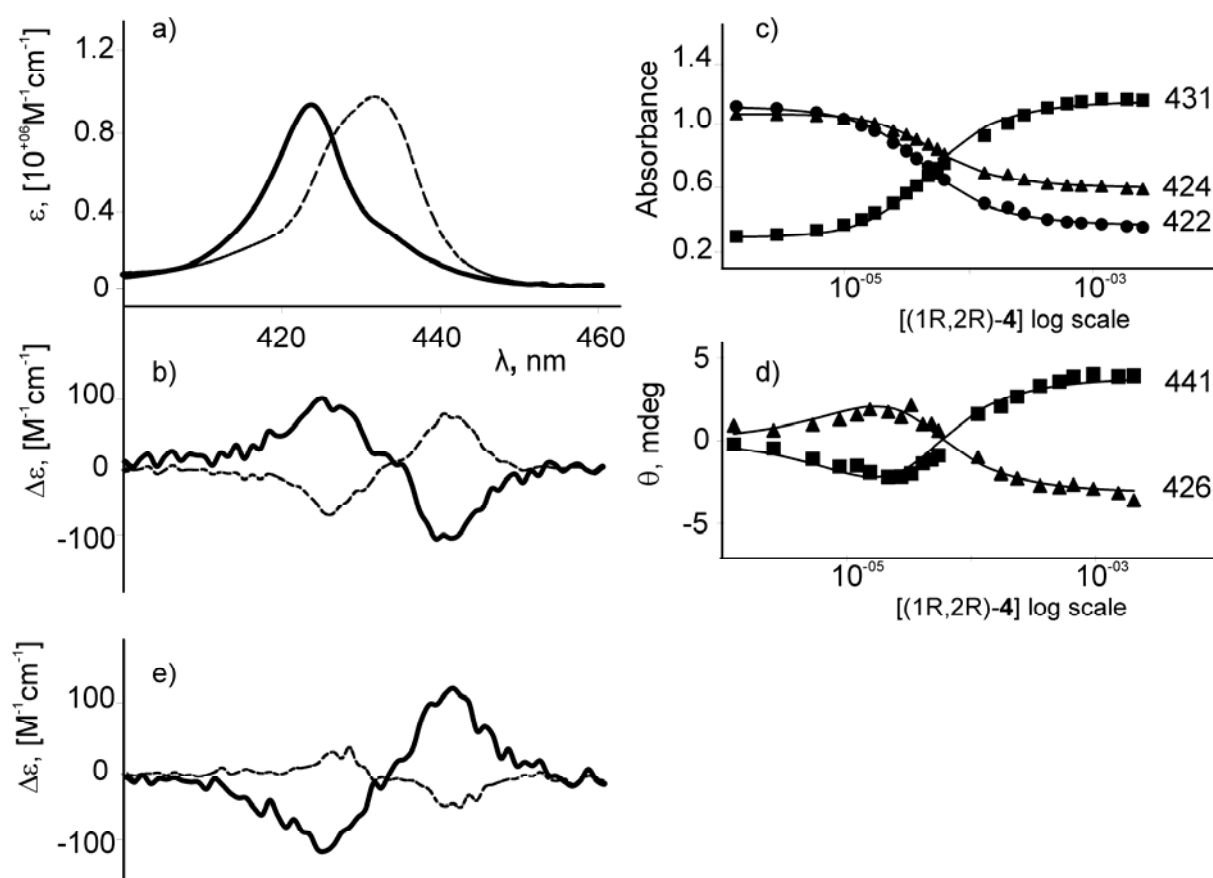 a)
ε, [10⁺⁰⁶M⁻¹cm⁻¹]
1.2
0.8
0.4
0
420
440
460
λ, nm
b)
Δε, [M⁻¹cm⁻¹]
100
0
-100
e)
Δε, [M⁻¹cm⁻¹]
100
0
-100
c)
Absorbance
1.4
1.0
0.6
0.2
431
424
422
10⁻⁰⁵
10⁻⁰³
[(1R,2R)-4] log scale
d)
θ, mdeg
5
0
-5
441
426
10⁻⁰⁵
10⁻⁰³
[(1R,2R)-4] log scale